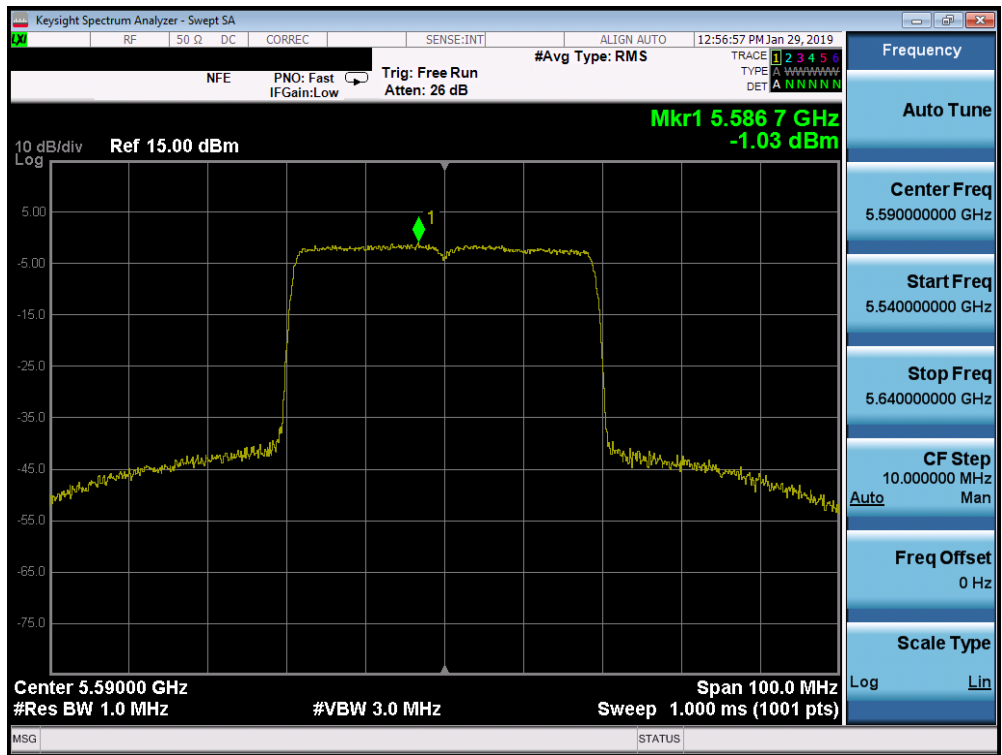 Keysight Spectrum Analyzer - Swept SA
LXI RF 50 Ω DC CORREC SENSE:INT ALIGN AUTO 12:56:57 PM Jan 29, 2019
Frequency
#Avg Type: RMS TRACE 1 2 3 4 5 6
NFE PNO: Fast Trig: Free Run TYPE A WWWWW
IFGain:Low Atten: 26 dB DET A N N N N N
Auto Tune
Mkr1 5.586 7 GHz
10 dB/div Ref 15.00 dBm -1.03 dBm
Log
5.00
-5.00
-15.0
-25.0
-35.0
-45.0
-55.0
-65.0
-75.0
1
Center Freq
5.590000000 GHz
Start Freq
5.540000000 GHz
Stop Freq
5.640000000 GHz
CF Step
10.000000 MHz
Auto Man
Freq Offset
0 Hz
Scale Type
Log Lin
Center 5.59000 GHz Span 100.0 MHz
#Res BW 1.0 MHz #VBW 3.0 MHz Sweep 1.000 ms (1001 pts)
MSG STATUS